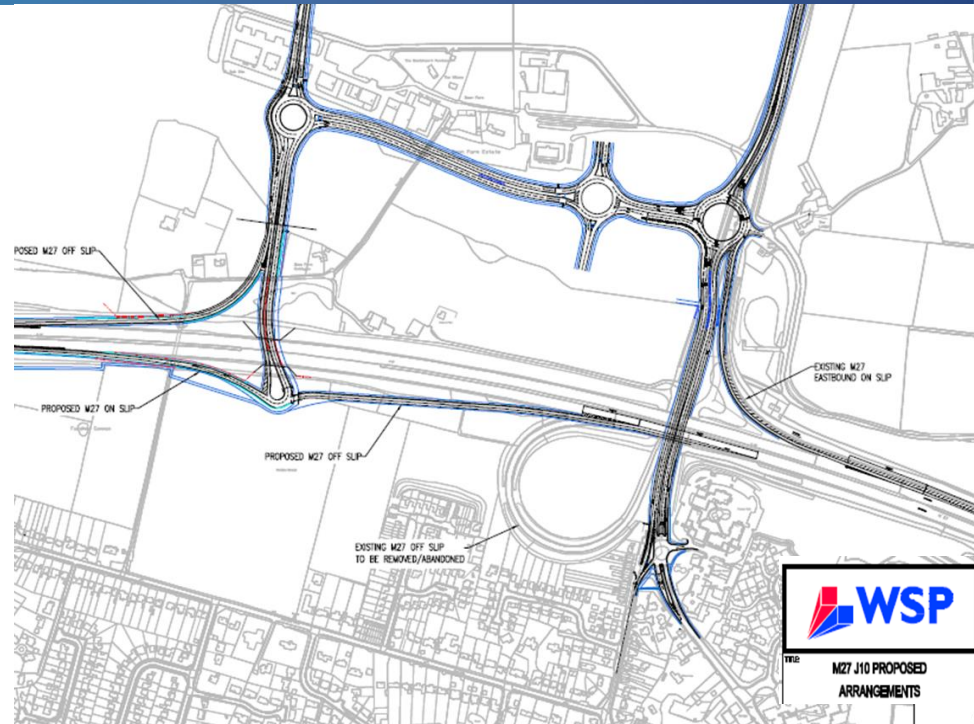 POSED M27 OFF SLIP
EXISTING M27
EASTBOUND ON SLIP
PROPOSED M27 ON SLIP
PROPOSED M27 OFF SLIP
EXISTING M27 OFF SLIP
TO BE REMOVED/ABANDONED
WSP
TITLE
M27 J10 PROPOSED
ARRANGEMENTS